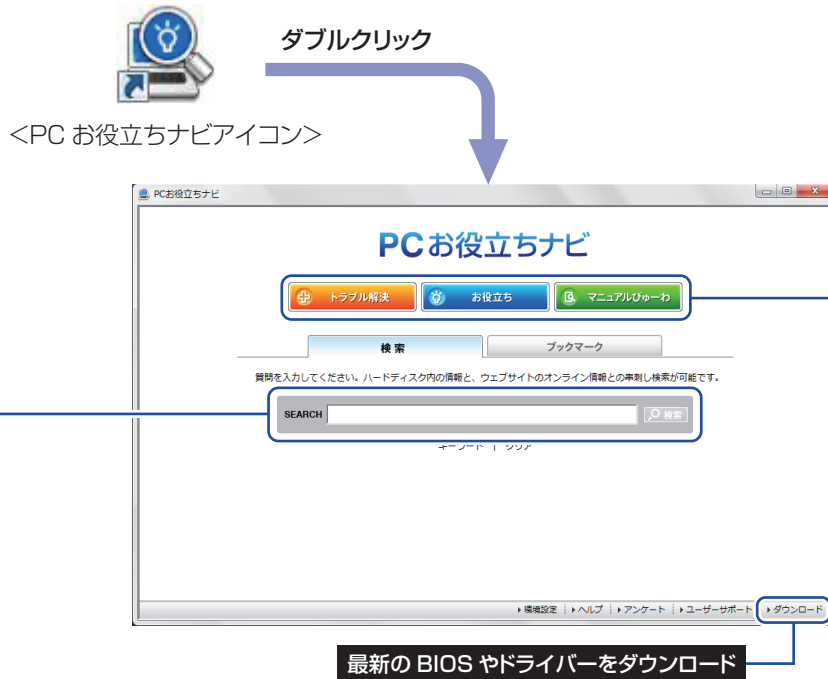 ダブルクリック
＜PC お役立ちナビアイコン＞
PCお役立ちナビ
PCお役立ちナビ
トラブル解決
お役立ち
マニュアルびゅーわ
検索
ブックマーク
質問を入力してください。ハードディスク内の情報と、ウェブサイトのオンライン情報との串刺し検索が可能です。
SEARCH
検索
キーワード | クリア
環境設定
ヘルプ
アンケート
ユーザーサポート
ダウンロード
最新の BIOS やドライバーをダウンロード